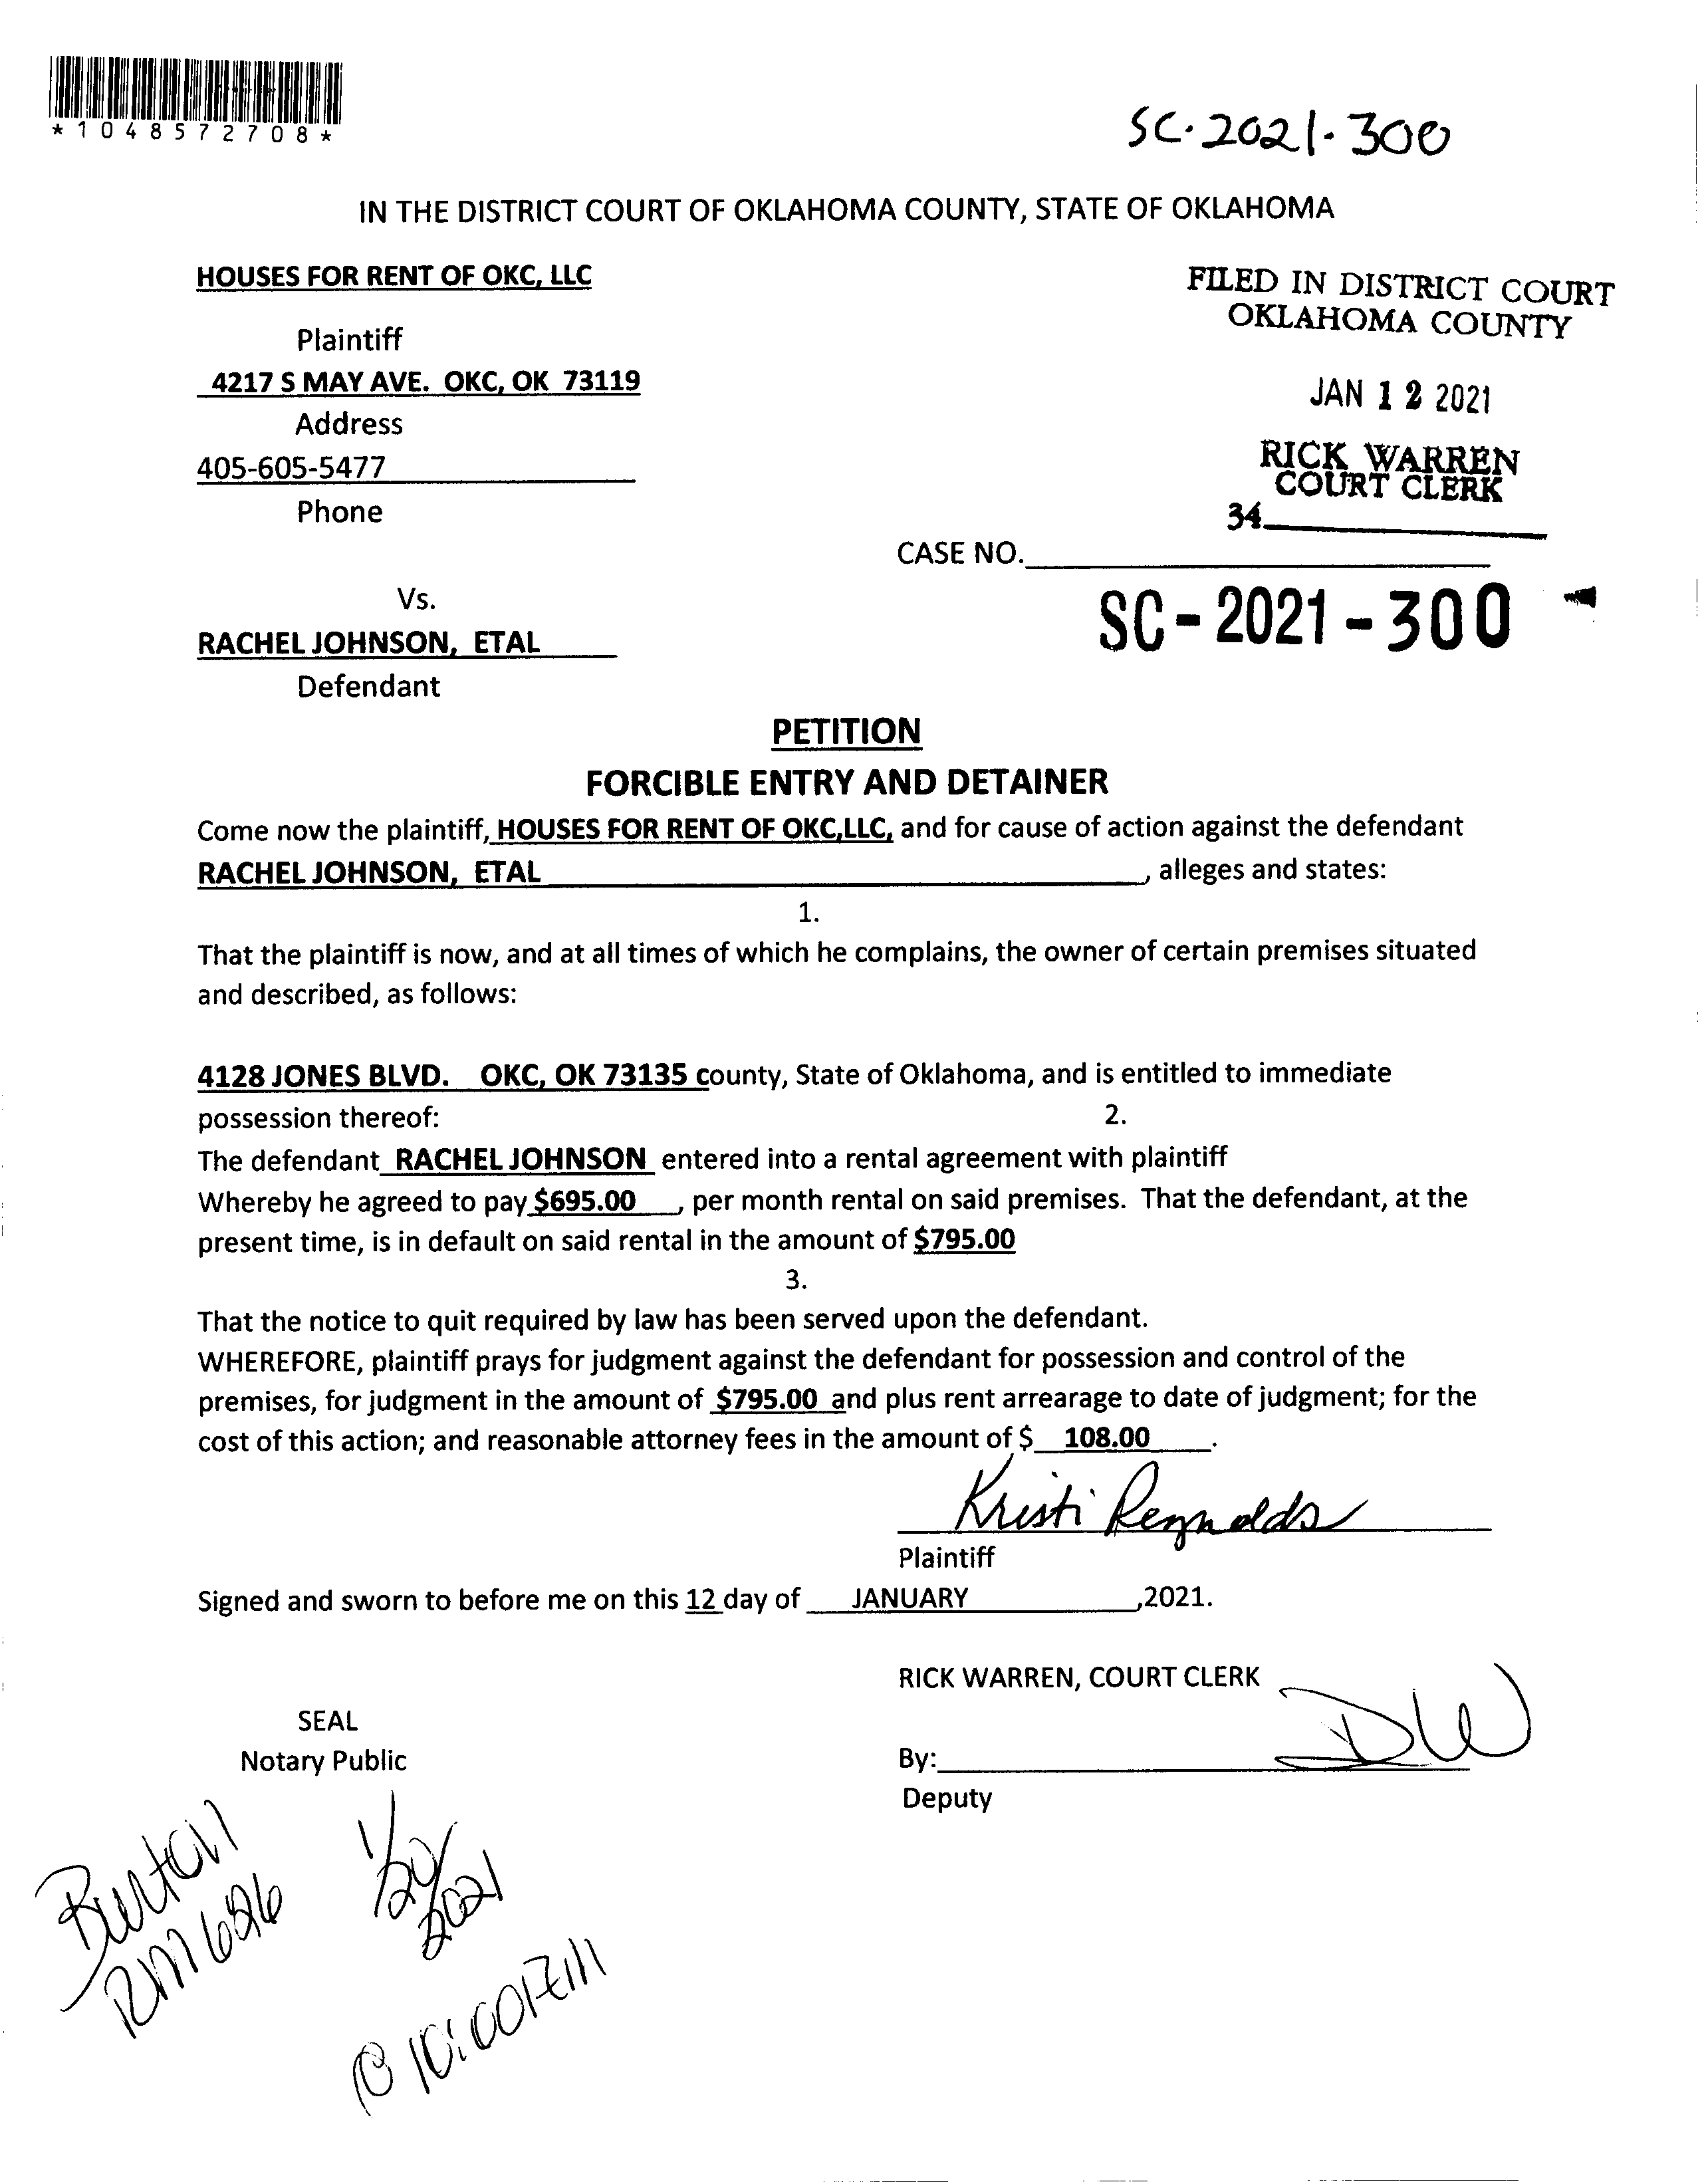 *1048572708*
SC-2021-300
IN THE DISTRICT COURT OF OKLAHOMA COUNTY, STATE OF OKLAHOMA
HOUSES FOR RENT OF OKC, LLC
Plaintiff
4217 S MAY AVE. OKC, OK 73119
Address
405-605-5477
Phone
FILED IN DISTRICT COURT
OKLAHOMA COUNTY
JAN 12 2021
RICK WARREN
COURT CLERK
34
CASE NO.
SC-2021-300
Vs.
RACHEL JOHNSON, ETAL
Defendant
PETITION
FORCIBLE ENTRY AND DETAINER
Come now the plaintiff, HOUSES FOR RENT OF OKC,LLC, and for cause of action against the defendant
RACHEL JOHNSON, ETAL, alleges and states:
1.
That the plaintiff is now, and at all times of which he complains, the owner of certain premises situated
and described, as follows:
4128 JONES BLVD. OKC, OK 73135 county, State of Oklahoma, and is entitled to immediate
possession thereof: 2.
The defendant RACHEL JOHNSON entered into a rental agreement with plaintiff
Whereby he agreed to pay $695.00, per month rental on said premises. That the defendant, at the
present time, is in default on said rental in the amount of $795.00
3.
That the notice to quit required by law has been served upon the defendant.
WHEREFORE, plaintiff prays for judgment against the defendant for possession and control of the
premises, for judgment in the amount of $795.00 and plus rent arrearage to date of judgment; for the
cost of this action; and reasonable attorney fees in the amount of $ 108.00.
Kristi Reynolds
Plaintiff
Signed and sworn to before me on this 12 day of JANUARY,2021.
RICK WARREN, COURT CLERK
SEAL
Notary Public
By: DW
Deputy
Burton
RM 626
1/20/2021
@ 10:00